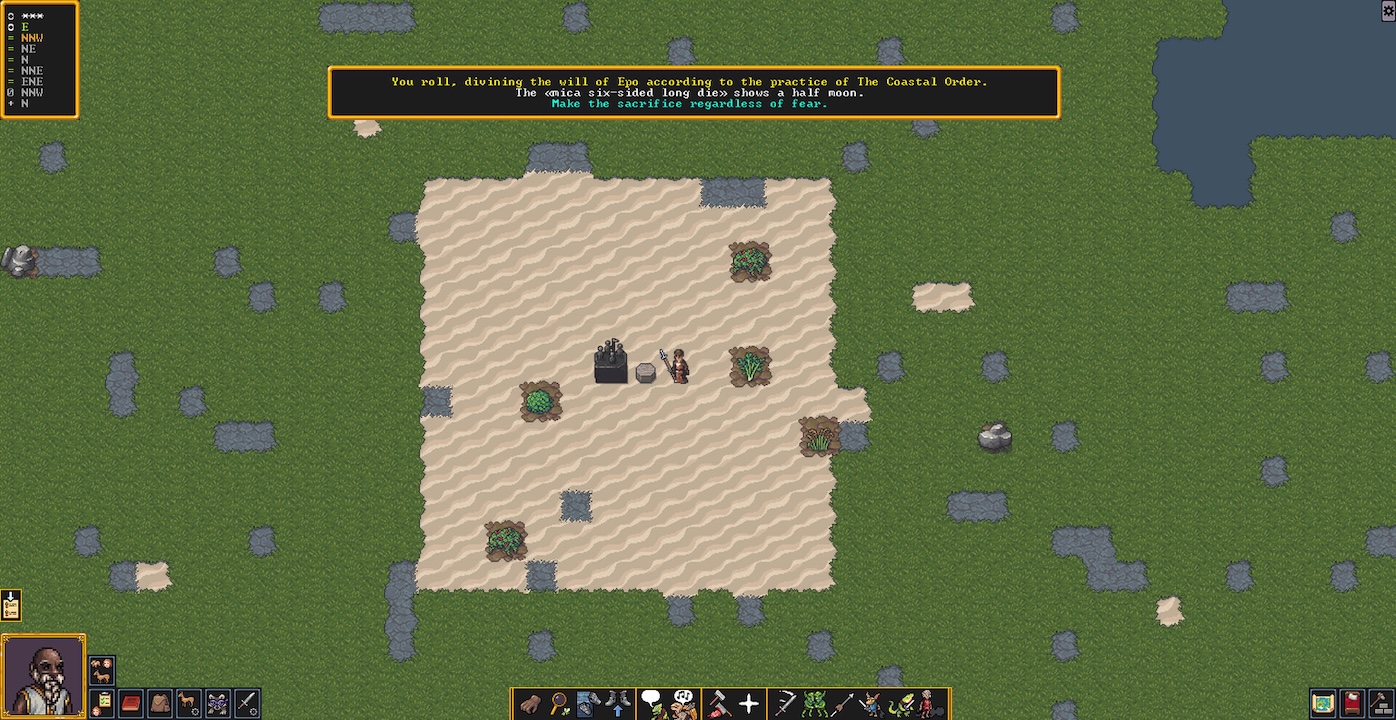 o ***
o E
= NNW
= NE
= N
= NNE
= ENE
0 NNW
+ N
You roll, divining the will of Epo according to the practice of The Coastal Order.
The «mica six-sided long die» shows a half moon.
Make the sacrifice regardless of fear.